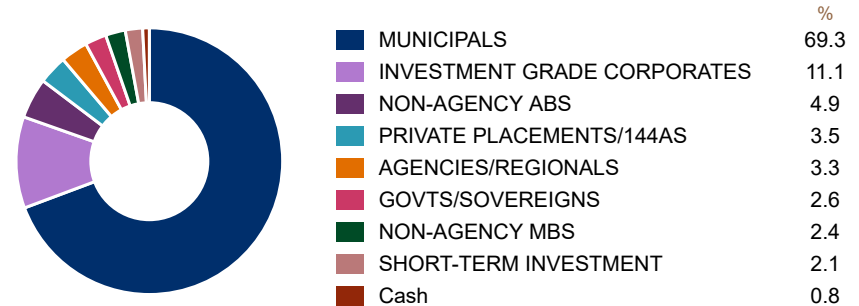 %
MUNICIPALS 69.3
INVESTMENT GRADE CORPORATES 11.1
NON-AGENCY ABS 4.9
PRIVATE PLACEMENTS/144AS 3.5
AGENCIES/REGIONALS 3.3
GOVTS/SOVEREIGNS 2.6
NON-AGENCY MBS 2.4
SHORT-TERM INVESTMENT 2.1
Cash 0.8